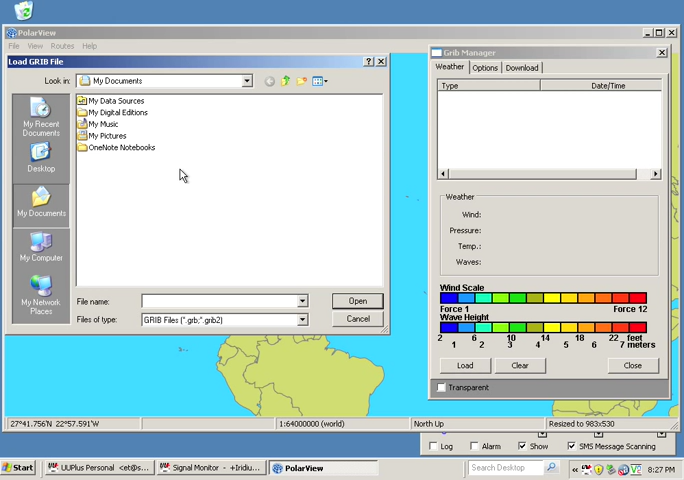 PolarView
File View Routes Help
Load GRIB File
Look in: My Documents
My Recent Documents
Desktop
My Documents
My Computer
My Network Places
My Data Sources
My Digital Editions
My Music
My Pictures
OneNote Notebooks
File name:
Open
Files of type: GRIB Files (*.grb;*.grib2)
Cancel
Grib Manager
Weather Options Download
Type Date/Time
Weather
Wind:
Pressure:
Temp.:
Waves:
Wind Scale
Force 1 Force 12
Wave Height
2 6 10 14 18 22 feet
1 2 3 4 5 6 7 meters
Load Clear Close
Transparent
27°41.756N 22°57.591W 1:64000000 (world) North Up Resized to 983x530
Log Alarm Show SMS Message Scanning
Start UUPlus Personal <et@s... Signal Monitor - +Iridiu... PolarView Search Desktop « V2 8:27 PM